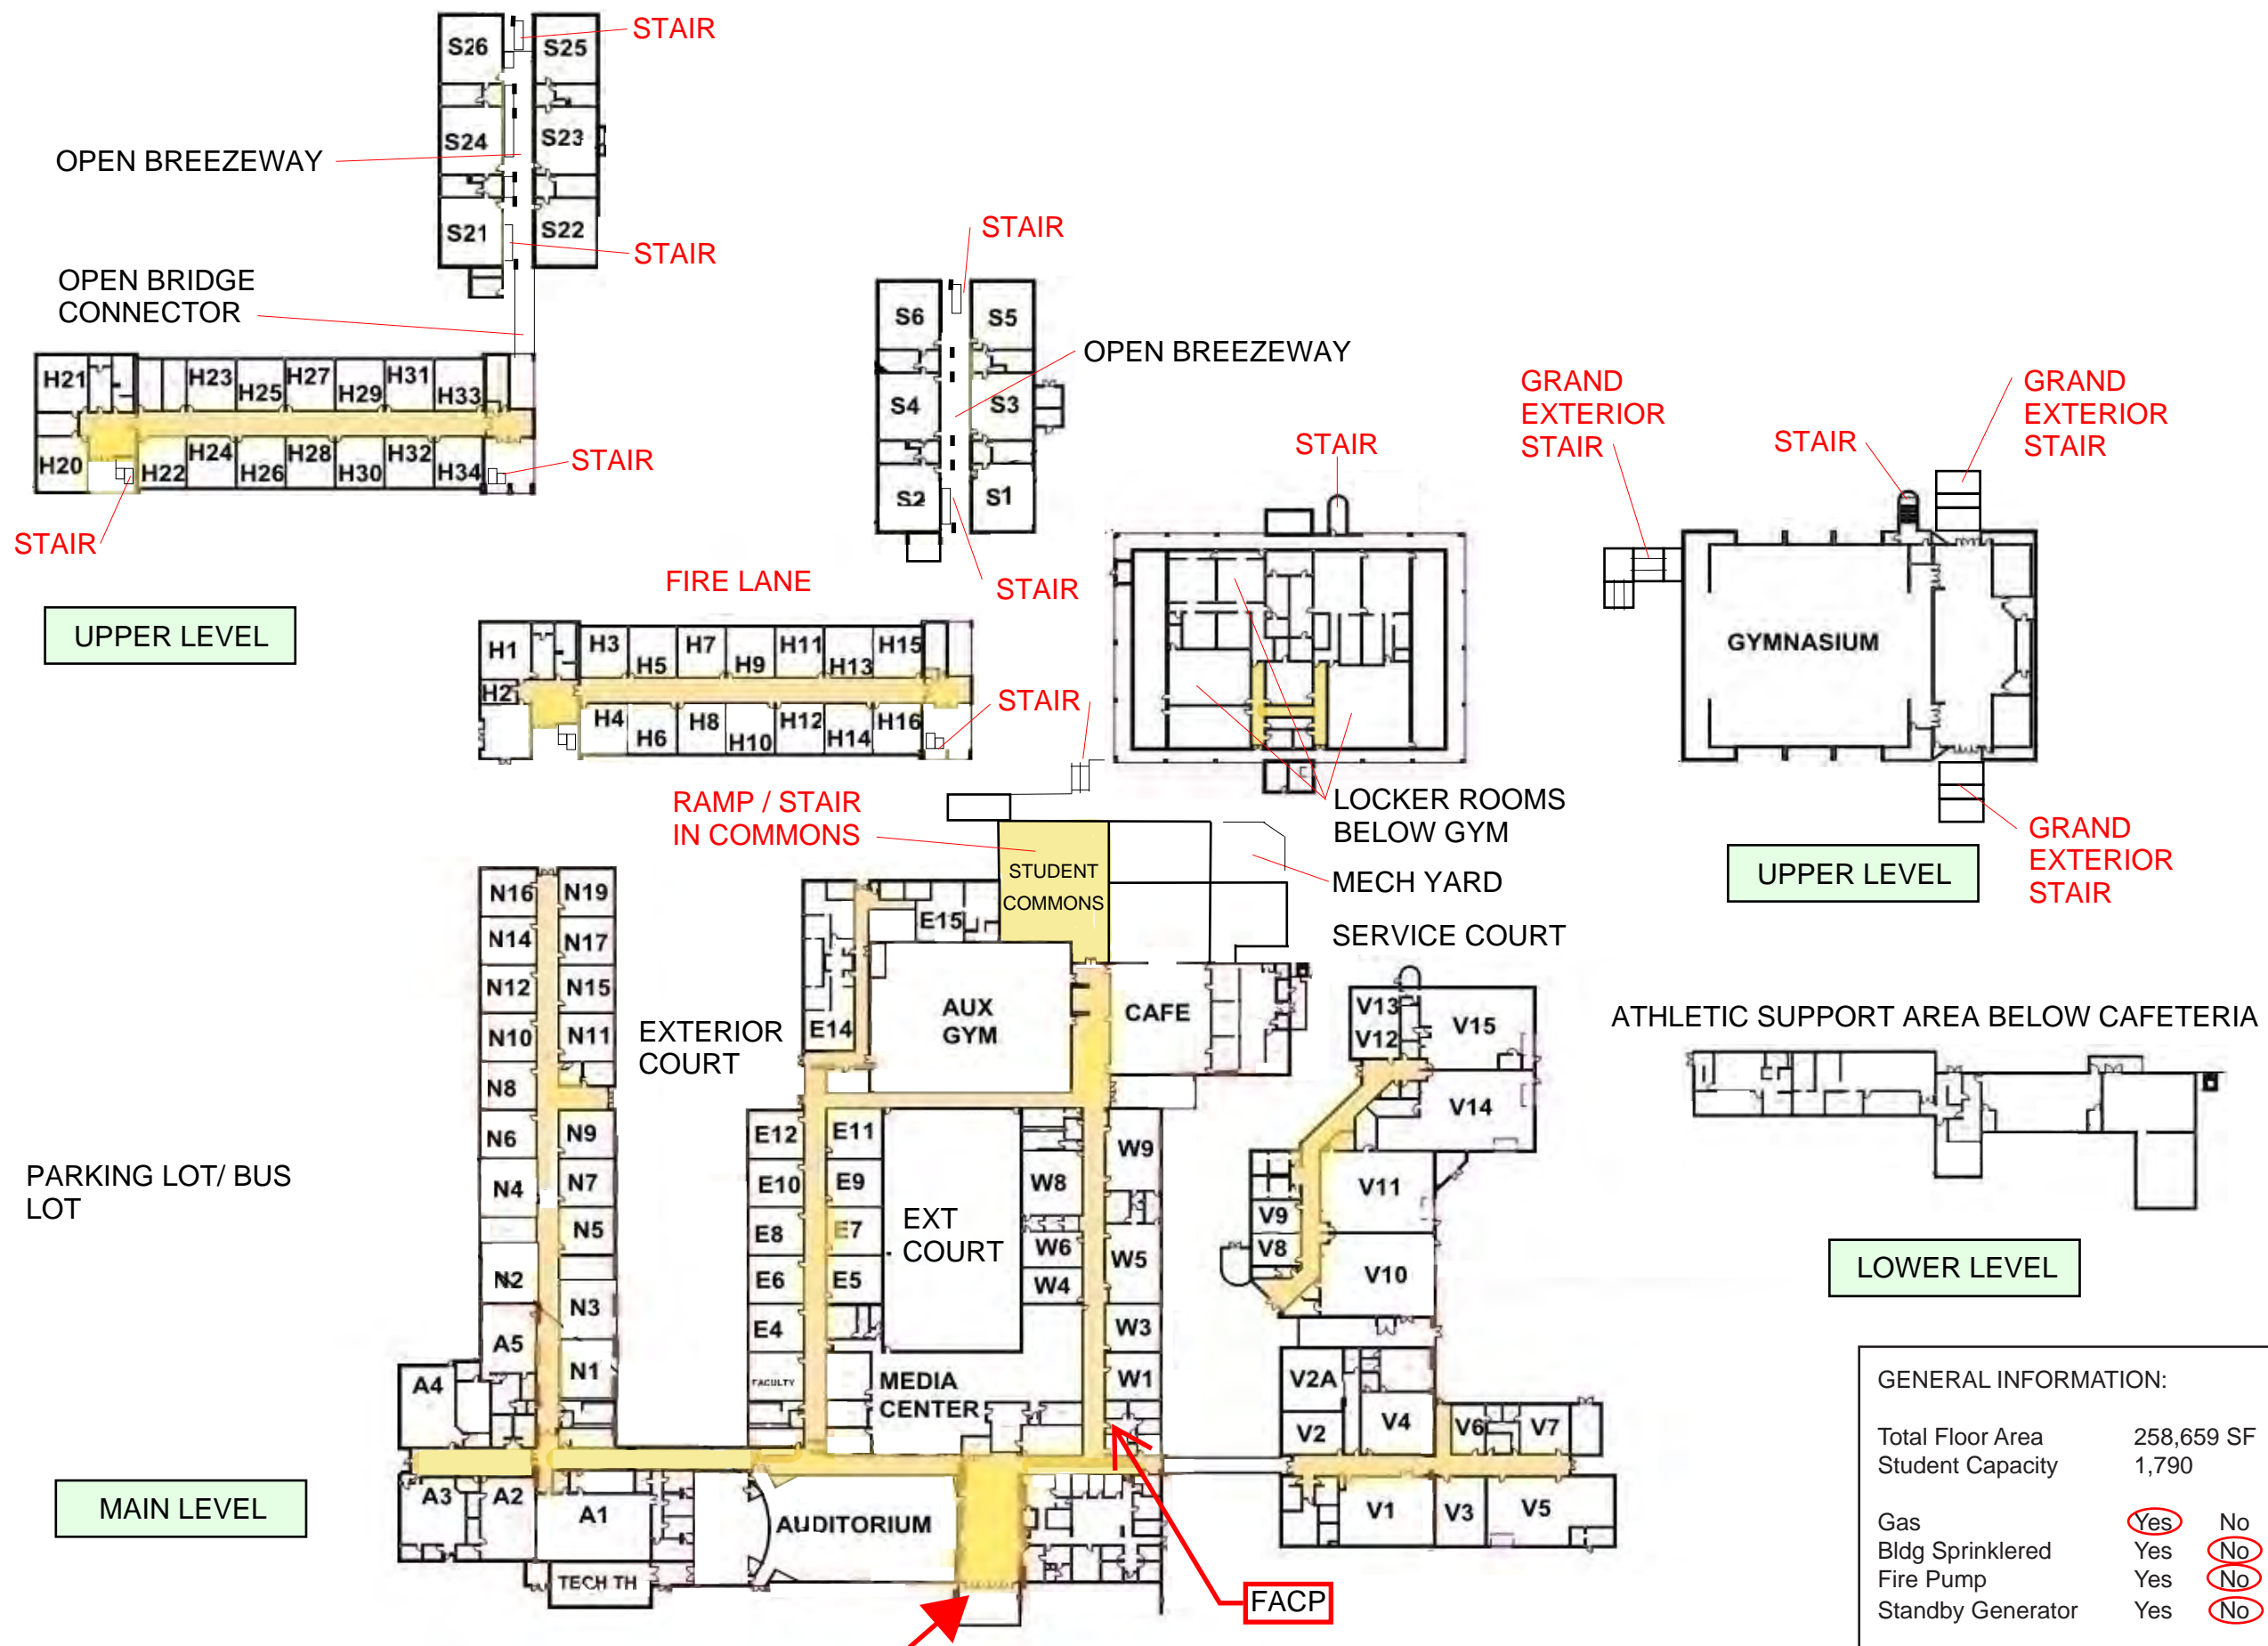 STAIR
S26
S25
OPEN BREEZEWAY
S24
S23
S21
S22
STAIR
OPEN BRIDGE
CONNECTOR
H21
H23
H25
H27
H29
H31
H33
H20
H22
H24
H26
H28
H30
H32
H34
STAIR
STAIR
UPPER LEVEL
STAIR
S6
S5
OPEN BREEZEWAY
S4
S3
S2
S1
STAIR
FIRE LANE
H1
H3
H5
H7
H9
H11
H13
H15
H2
H4
H6
H8
H10
H12
H14
H16
STAIR
STAIR
LOCKER ROOMS
BELOW GYM
GRAND
EXTERIOR
STAIR
STAIR
GRAND
EXTERIOR
STAIR
GYMNASIUM
GRAND
EXTERIOR
STAIR
UPPER LEVEL
RAMP / STAIR
IN COMMONS
STUDENT
COMMONS
MECH YARD
SERVICE COURT
N16
N19
N14
N17
N12
N15
N10
N11
N8
N6
N9
N4
N7
N5
N2
N3
A5
N1
A4
EXTERIOR
COURT
E15
E14
AUX
GYM
CAFE
E12
E11
E10
E9
E8
E7
E6
E5
E4
FACULTY
EXT
COURT
W9
W8
W6
W5
W4
W3
W1
MEDIA
CENTER
V13
V12
V15
V14
V11
V9
V8
V10
V2A
V2
V4
V6
V7
V1
V3
V5
ATHLETIC SUPPORT AREA BELOW CAFETERIA
LOWER LEVEL
PARKING LOT/ BUS
LOT
MAIN LEVEL
A3
A2
A1
AUDITORIUM
TECH TH
FACP
GENERAL INFORMATION:
Total Floor Area 258,659 SF
Student Capacity 1,790
Gas Yes No
Bldg Sprinklered Yes No
Fire Pump Yes No
Standby Generator Yes No